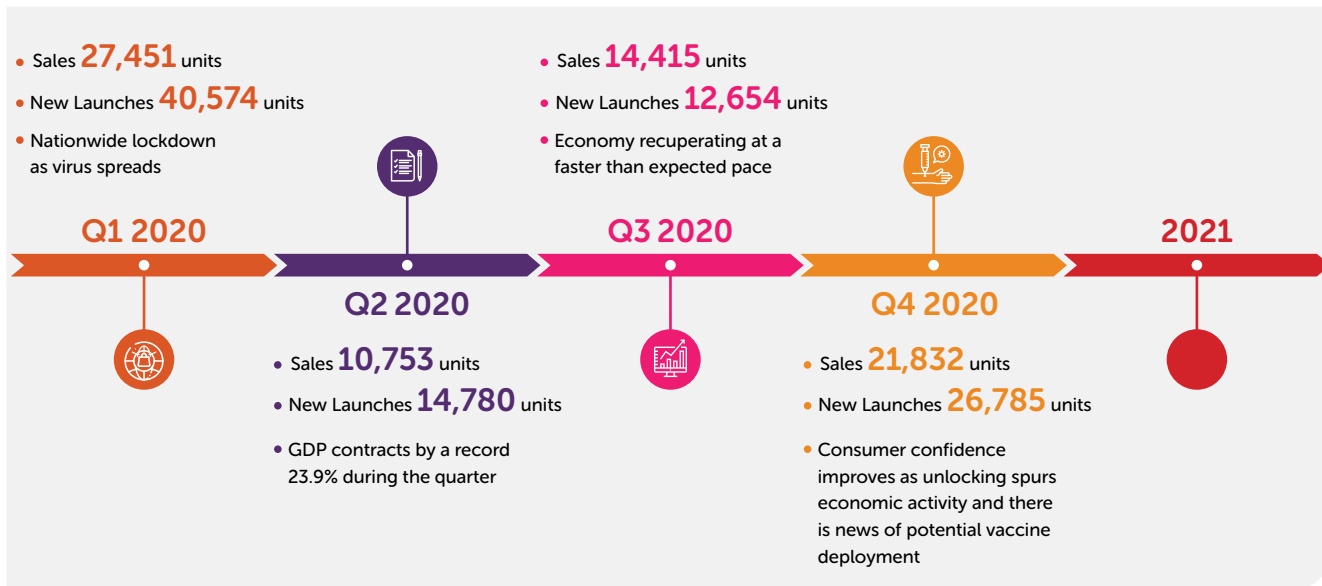 • Sales 27,451 units
• New Launches 40,574 units
• Nationwide lockdown
as virus spreads
Q1 2020
Q2 2020
• Sales 10,753 units
• New Launches 14,780 units
• GDP contracts by a record
23.9% during the quarter
• Sales 14,415 units
• New Launches 12,654 units
• Economy recuperating at a
faster than expected pace
Q3 2020
Q4 2020
• Sales 21,832 units
• New Launches 26,785 units
• Consumer confidence
improves as unlocking spurs
economic activity and there
is news of potential vaccine
deployment
2021